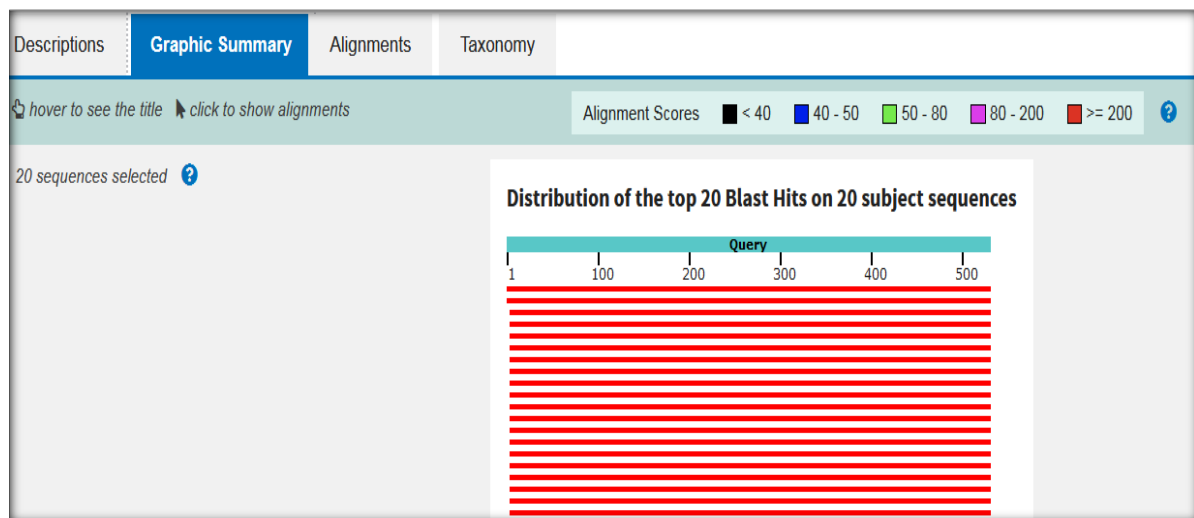 Descriptions Graphic Summary Alignments Taxonomy
hover to see the title click to show alignments Alignment Scores < 40 40 - 50 50 - 80 80 - 200 >= 200 ?
20 sequences selected ?
Distribution of the top 20 Blast Hits on 20 subject sequences
Query
1 100 200 300 400 500